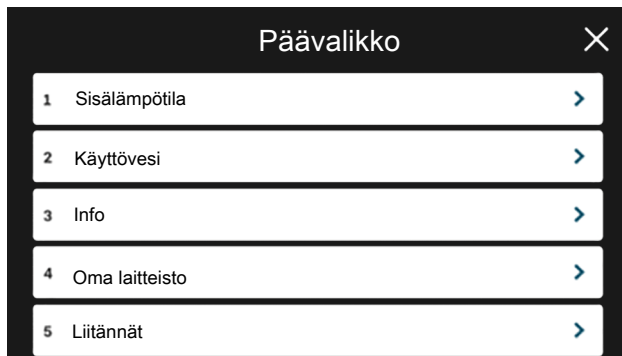 Päävalikko
1 Sisälämpötila
2 Käyttövesi
3 Info
4 Oma laitteisto
5 Liitännät